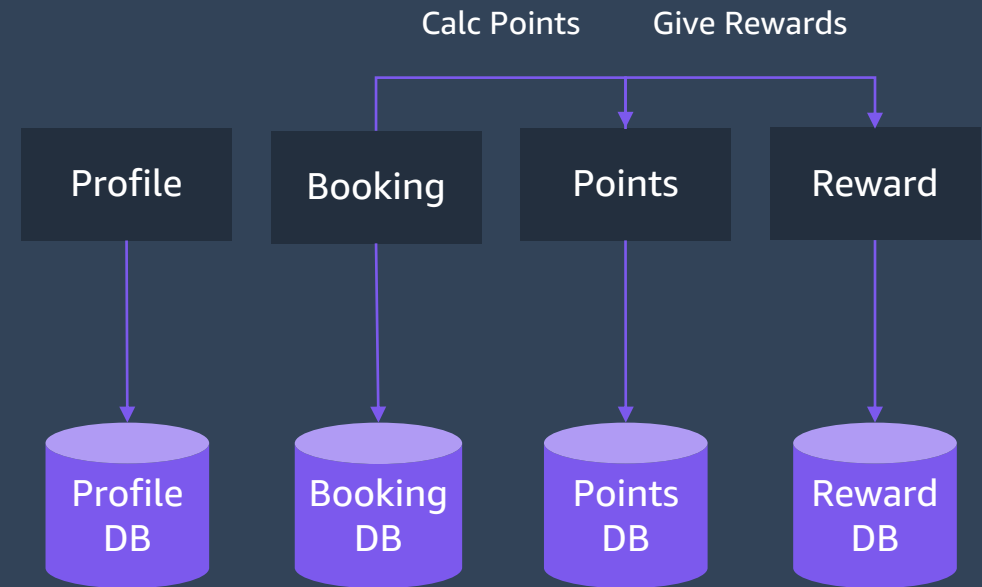 Calc Points
Give Rewards
Profile
Booking
Points
Reward
Profile
DB
Booking
DB
Points
DB
Reward
DB